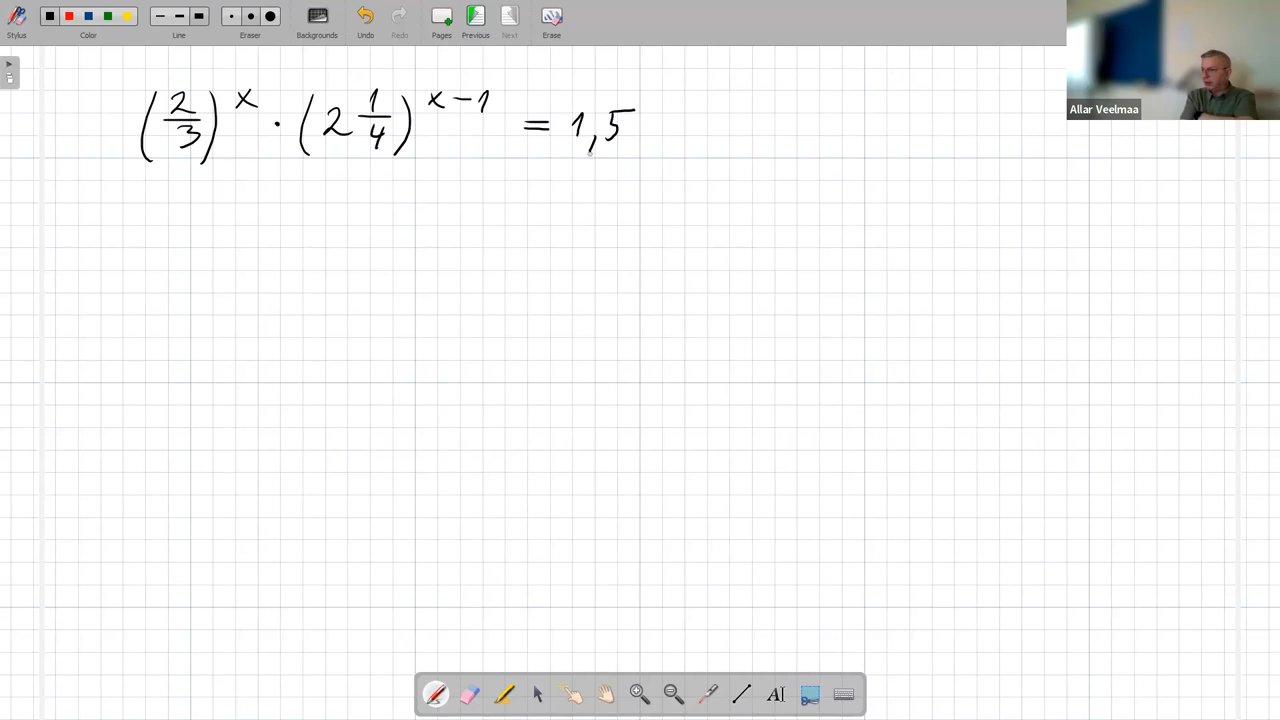 Stylus Color Line Eraser Backgrounds Undo Redo Pages Previous Next Erase
Allar Veelmaa
(2/3)^x · (2 1/4)^(x-1) = 1,5